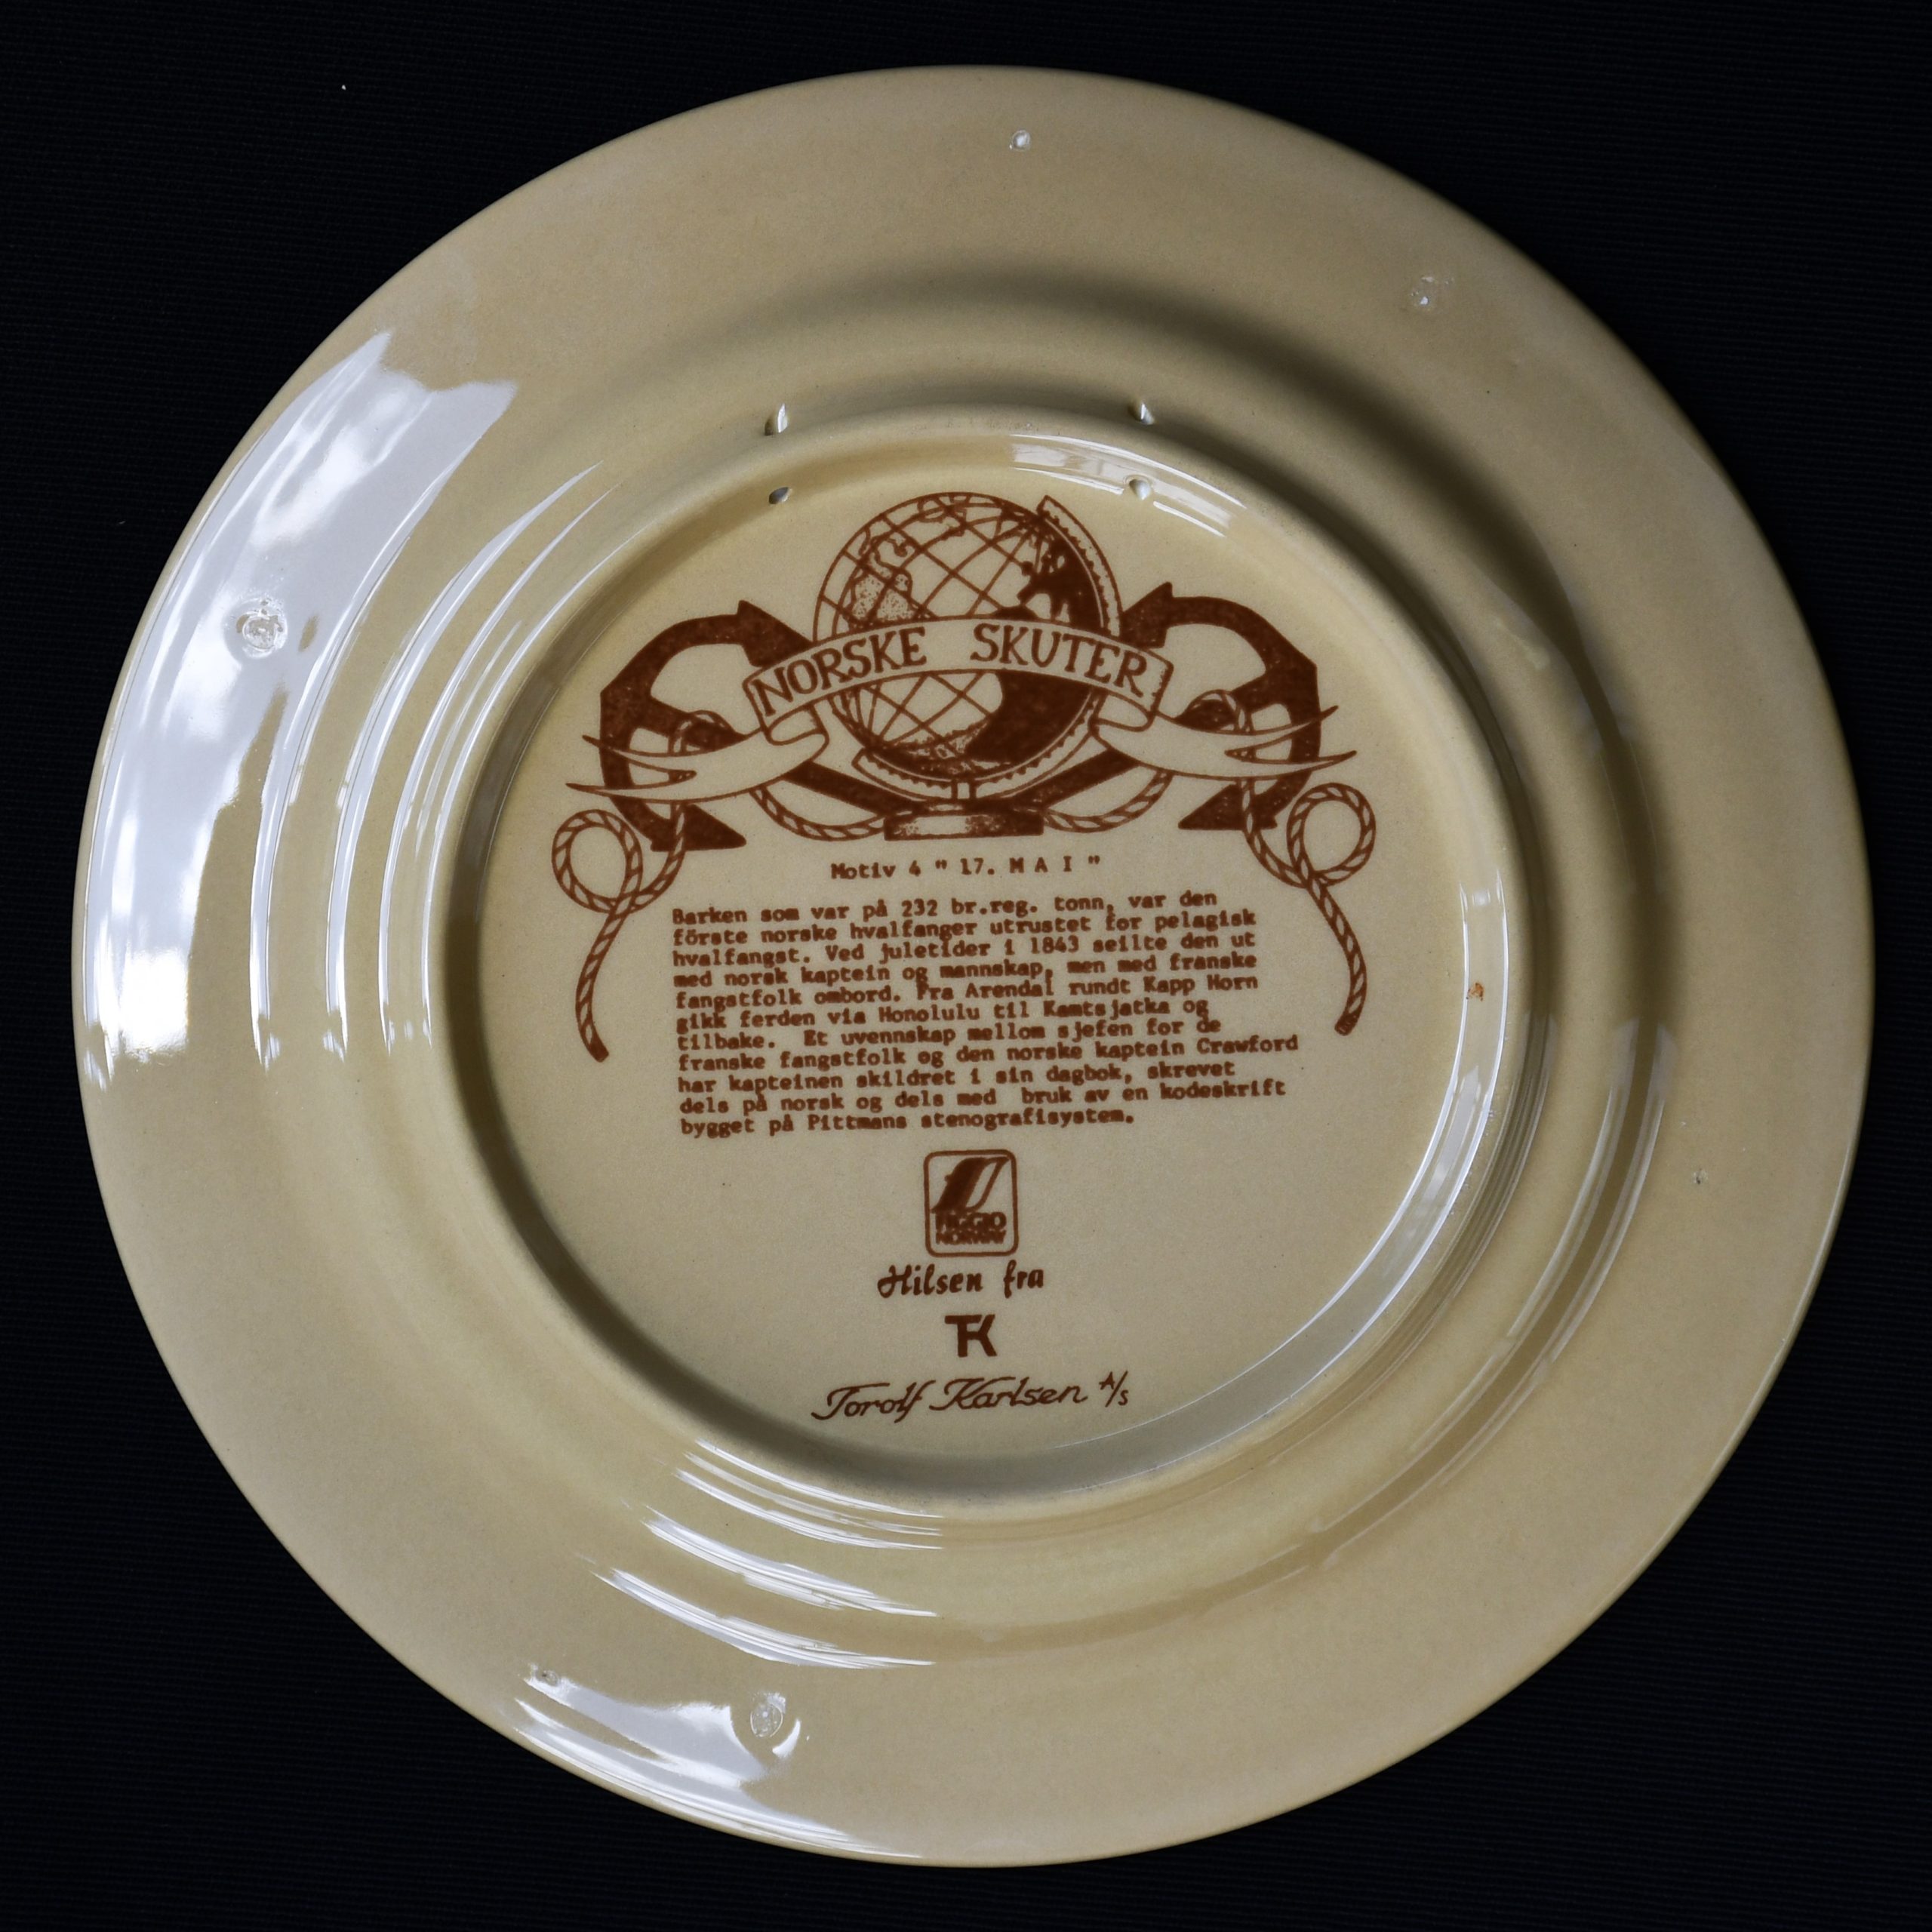 NORSKE SKUTER
Motiv 4 " 17. M A I "
Barken som var på 232 br.reg. tonn, var den
förste norske hvalfanger utrustet for pelagisk
hvalfangst. Ved juletider i 1843 seilte den ut
med norsk kaptein og mannskap, men med franske
fangstfolk ombord. Fra Arendal rundt Kapp Horn
gikk ferden via Honolulu til Kamtsjatka og
tilbake. Et uvennskap mellom sjefen for de
franske fangstfolk og den norske kaptein Crawford
har kapteinen skildret i sin dagbok, skrevet
dels på norsk og dels med bruk av en kodeskrift
bygget på Pittmans stenografisystem.
FIGGJO
NORWAY
Hilsen fra
TK
Torolf Karlsen A/S